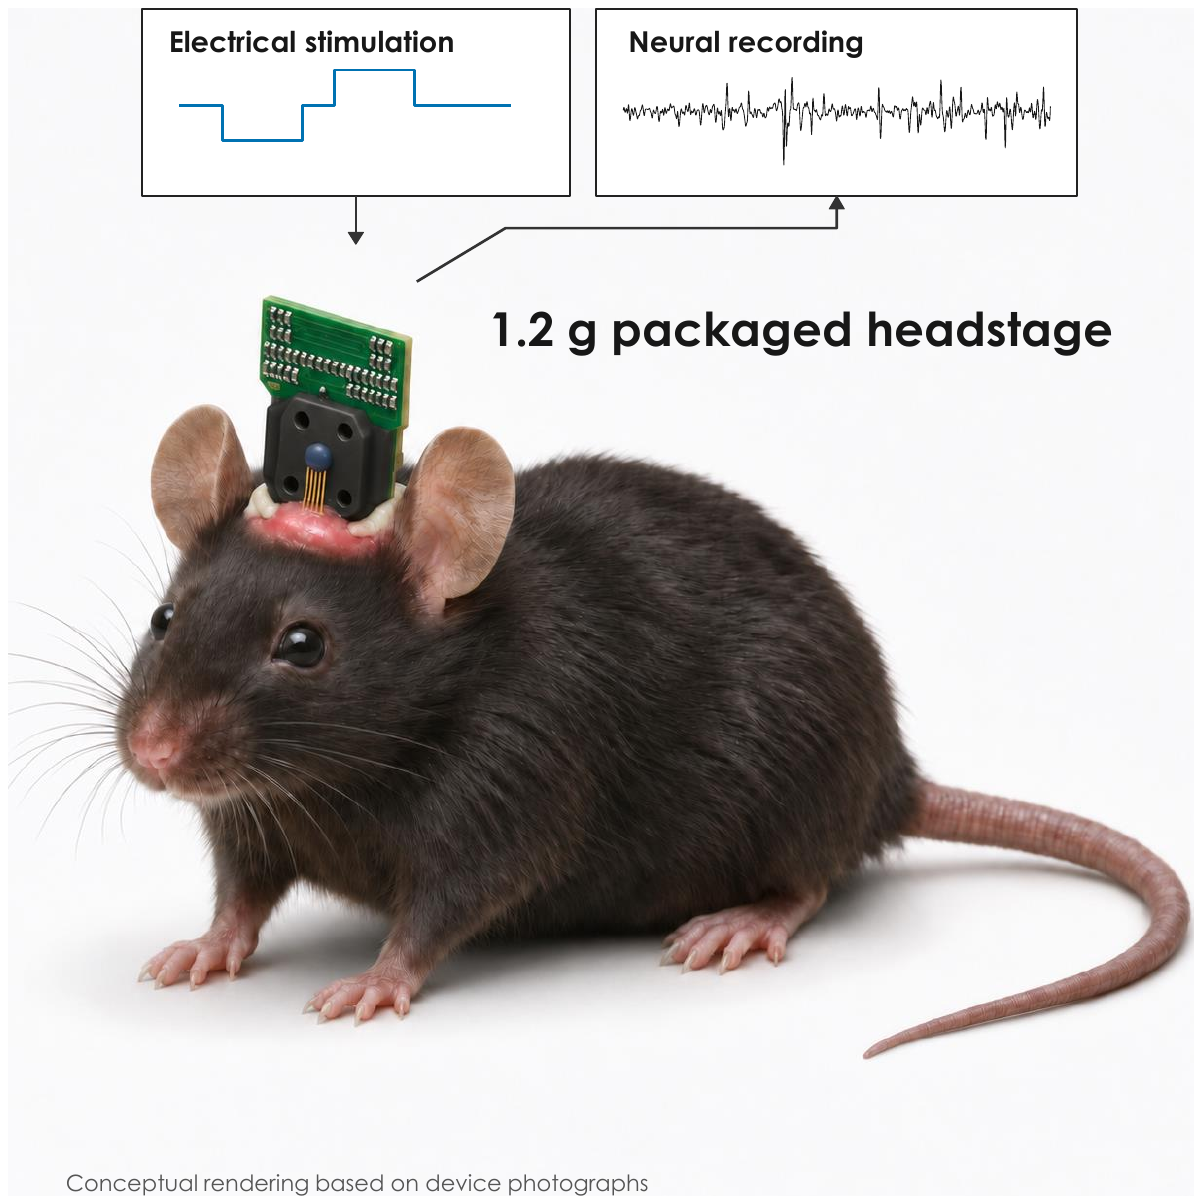 Electrical stimulation
Neural recording
1.2 g packaged headstage
Conceptual rendering based on device photographs